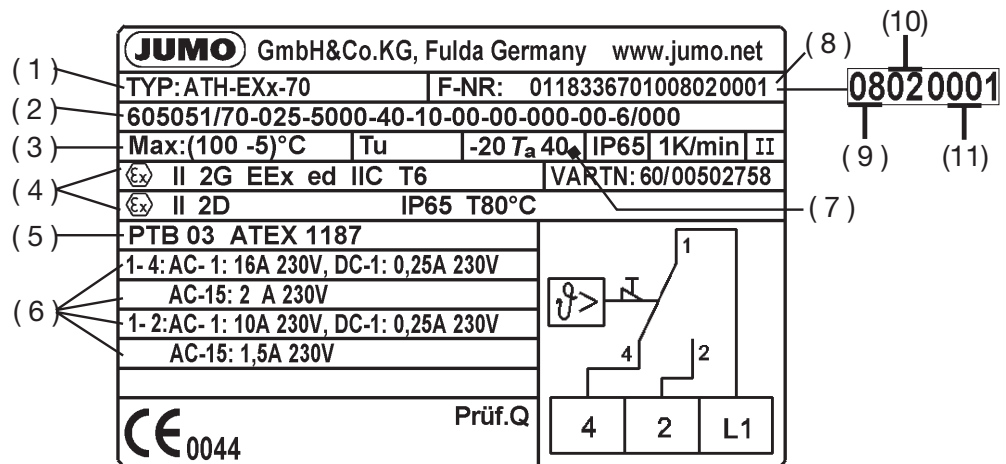 JUMO GmbH&Co.KG, Fulda Germany www.jumo.net
(1) TYP: ATH-EXx-70 F-NR: 0118336701008020001 (8)
(10)
08020001
(9) (11)
(2) 605051/70-025-5000-40-10-00-00-000-00-6/000
(3) Max:(100 -5)°C Tu -20 Ta 40 IP65 1K/min II
(4) Ex II 2G EEx ed IIC T6 VARTN: 60/00502758
Ex II 2D IP65 T80°C (7)
(5) PTB 03 ATEX 1187
(6) 1- 4: AC- 1: 16A 230V, DC-1: 0,25A 230V
AC-15: 2 A 230V
1- 2: AC- 1: 10A 230V, DC-1: 0,25A 230V
AC-15: 1,5A 230V
CE 0044 Prüf.Q
1
ϑ>
4 2
4 2 L1